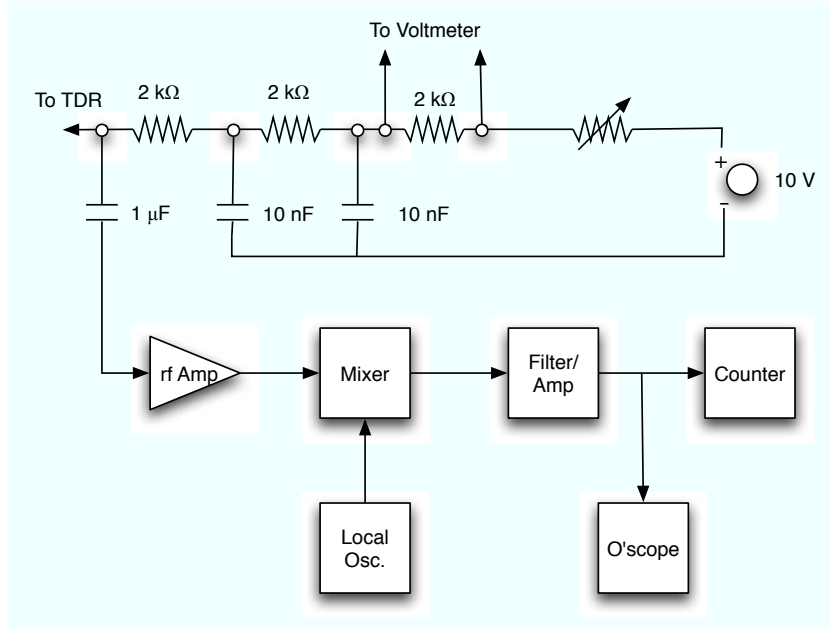 To Voltmeter
To TDR
2 kΩ
2 kΩ
2 kΩ
+
10 V
-
1 μF
10 nF
10 nF
rf Amp
Mixer
Filter/
Amp
Counter
Local
Osc.
O'scope